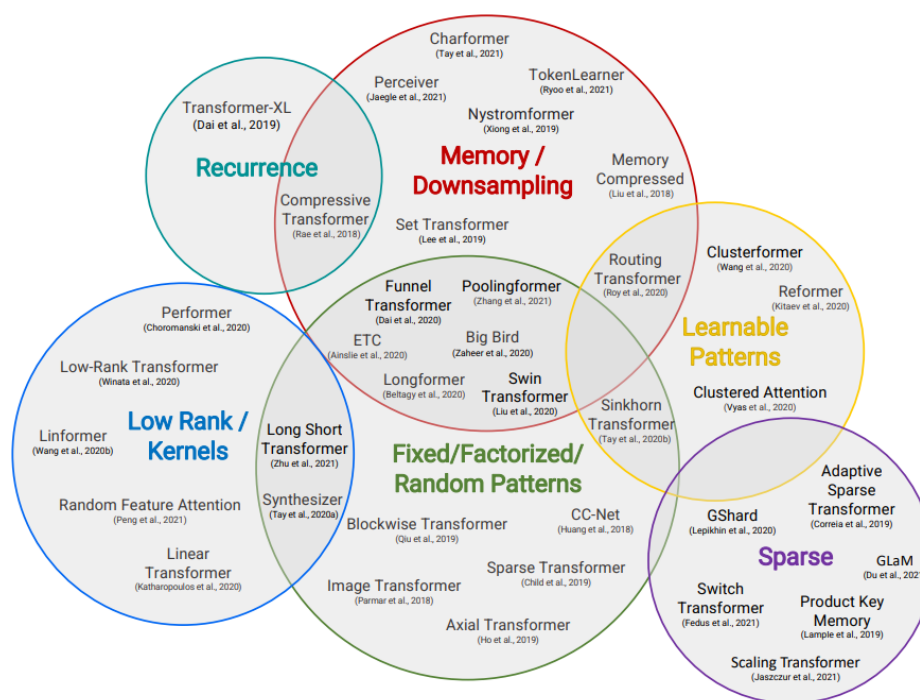 Charformer
(Tay et al., 2021)
Perceiver
(Jaegle et al., 2021)
TokenLearner
(Ryoo et al., 2021)
Transformer-XL
(Dai et al., 2019)
Nystromformer
(Xiong et al., 2019)
Recurrence
Memory /
Downsampling
Memory
Compressed
(Liu et al., 2018)
Compressive
Transformer
(Rae et al., 2018)
Set Transformer
(Lee et al., 2019)
Performer
(Choromanski et al., 2020)
Funnel
Transformer
(Dai et al., 2020)
Poolingformer
(Zhang et al., 2021)
Routing
Transformer
(Roy et al., 2020)
Clusterformer
(Wang et al., 2020)
Reformer
(Kitaev et al., 2020)
Learnable
Patterns
ETC
(Ainslie et al., 2020)
Big Bird
(Zaheer et al., 2020)
Low-Rank Transformer
(Winata et al., 2020)
Longformer
(Beltagy et al., 2020)
Swin
Transformer
(Liu et al., 2020)
Sinkhorn
Transformer
(Tay et al., 2020b)
Clustered Attention
(Vyas et al., 2020)
Linformer
(Wang et al., 2020b)
Low Rank /
Kernels
Long Short
Transformer
(Zhu et al., 2021)
Fixed/Factorized/
Random Patterns
Adaptive
Sparse
Transformer
(Correia et al., 2019)
Random Feature Attention
(Peng et al., 2021)
Synthesizer
(Tay et al., 2020a)
Blockwise Transformer
(Qiu et al., 2019)
CC-Net
(Huang et al., 2018)
GShard
(Lepikhin et al., 2020)
Sparse
GLaM
(Du et al., 2021
Linear
Transformer
(Katharopoulos et al., 2020)
Image Transformer
(Parmar et al., 2018)
Sparse Transformer
(Child et al., 2019)
Switch
Transformer
(Fedus et al., 2021)
Product Key
Memory
(Lample et al., 2019)
Axial Transformer
(Ho et al., 2019)
Scaling Transformer
(Jaszczur et al., 2021)